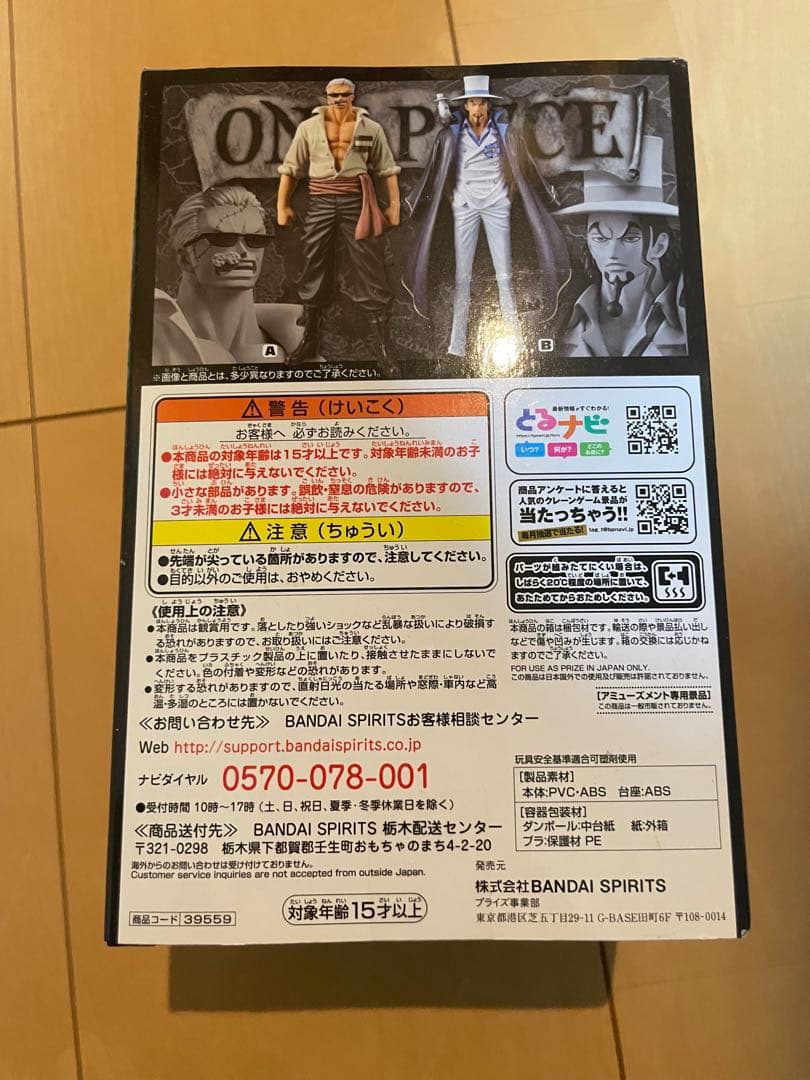 ONE PIECE
A
B
※画像と商品とは、多少異なりますのでご了承ください。
⚠警告(けいこく)
お客様へ 必ずお読みください。
●本商品の対象年齢は15才以上です。対象年齢未満のお子
様には絶対に与えないでください。
●小さな部品があります。誤飲・窒息の危険がありますので、
3才未満のお子様には絶対に与えないでください。
⚠注意(ちゅうい)
●先端が尖っている箇所がありますので、注意してください。
●目的以外のご使用は、おやめください。
《使用上の注意》
●本商品は観賞用です。落としたり強いショックなど乱暴な扱いにより破損す
る恐れがありますので、お取り扱いにはご注意ください。
●本商品をプラスチック製品の上に置いたり、接触させたままにしないで
ください。色の付着や変形などの恐れがあります。
●変形する恐れがありますので、直射日光の当たる場所や窓際・車内など高
温・多湿のところには置かないでください。
最新情報がすぐわかる!
とるナビ
いつ?
何が?
どこのお店に?
商品アンケートに答えると
人気のクレーンゲーム景品が
当たっちゃう!!
毎月抽選で当たる!
パーツが組みたてにくい場合は、
しばらく20℃程度の場所に置いて、
あたためてからおためしください。
本商品の箱は梱包材です。輸送の際や景品払い出し
などで傷や凹みが生じます。箱の交換には応じかね
ますのでご了承ください。
FOR USE AS PRIZE IN JAPAN ONLY.
この商品は日本国以外での使用及び販売は許諾されておりません。
【アミューズメント専用景品】
この商品は一般市販されておりません。
≪お問い合わせ先≫ BANDAI SPIRITSお客様相談センター
Web http://support.bandaispirits.co.jp
ナビダイヤル 0570-078-001
●受付時間 10時〜17時(土、日、祝日、夏季・冬季休業日を除く)
≪商品送付先≫ BANDAI SPIRITS 栃木配送センター
〒321-0298 栃木県下都賀郡壬生町おもちゃのまち4-2-20
海外からのお問い合わせは受け付けておりません。
Customer service inquiries are not accepted from outside Japan.
商品コード 39559
対象年齢15才以上
玩具安全基準適合可塑剤使用
[製品素材]
本体:PVC・ABS 台座:ABS
[容器包装材]
ダンボール:中台紙 紙:外箱
プラ:保護材 PE
発売元
株式会社BANDAI SPIRITS
プライズ事業部
東京都港区芝五丁目29-11 G-BASE田町6F 〒108-0014